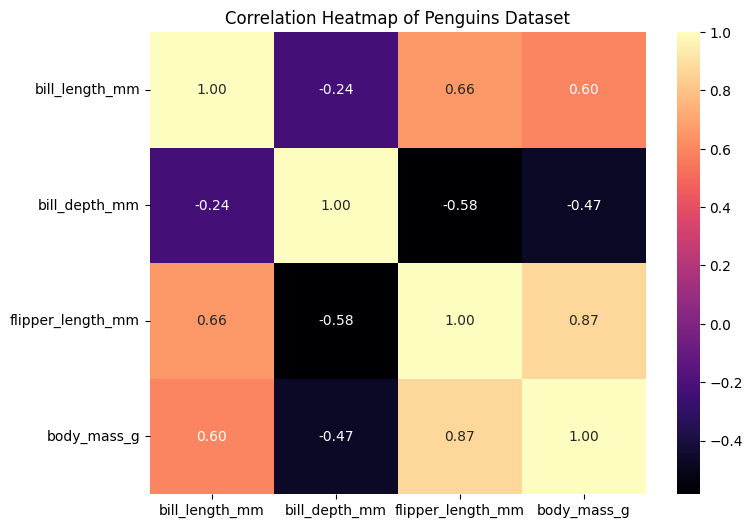 Correlation Heatmap of Penguins Dataset
bill_length_mm 1.00 -0.24 0.66 0.60
bill_depth_mm -0.24 1.00 -0.58 -0.47
flipper_length_mm 0.66 -0.58 1.00 0.87
body_mass_g 0.60 -0.47 0.87 1.00
bill_length_mm bill_depth_mm flipper_length_mm body_mass_g
1.0
0.8
0.6
0.4
0.2
0.0
−0.2
−0.4